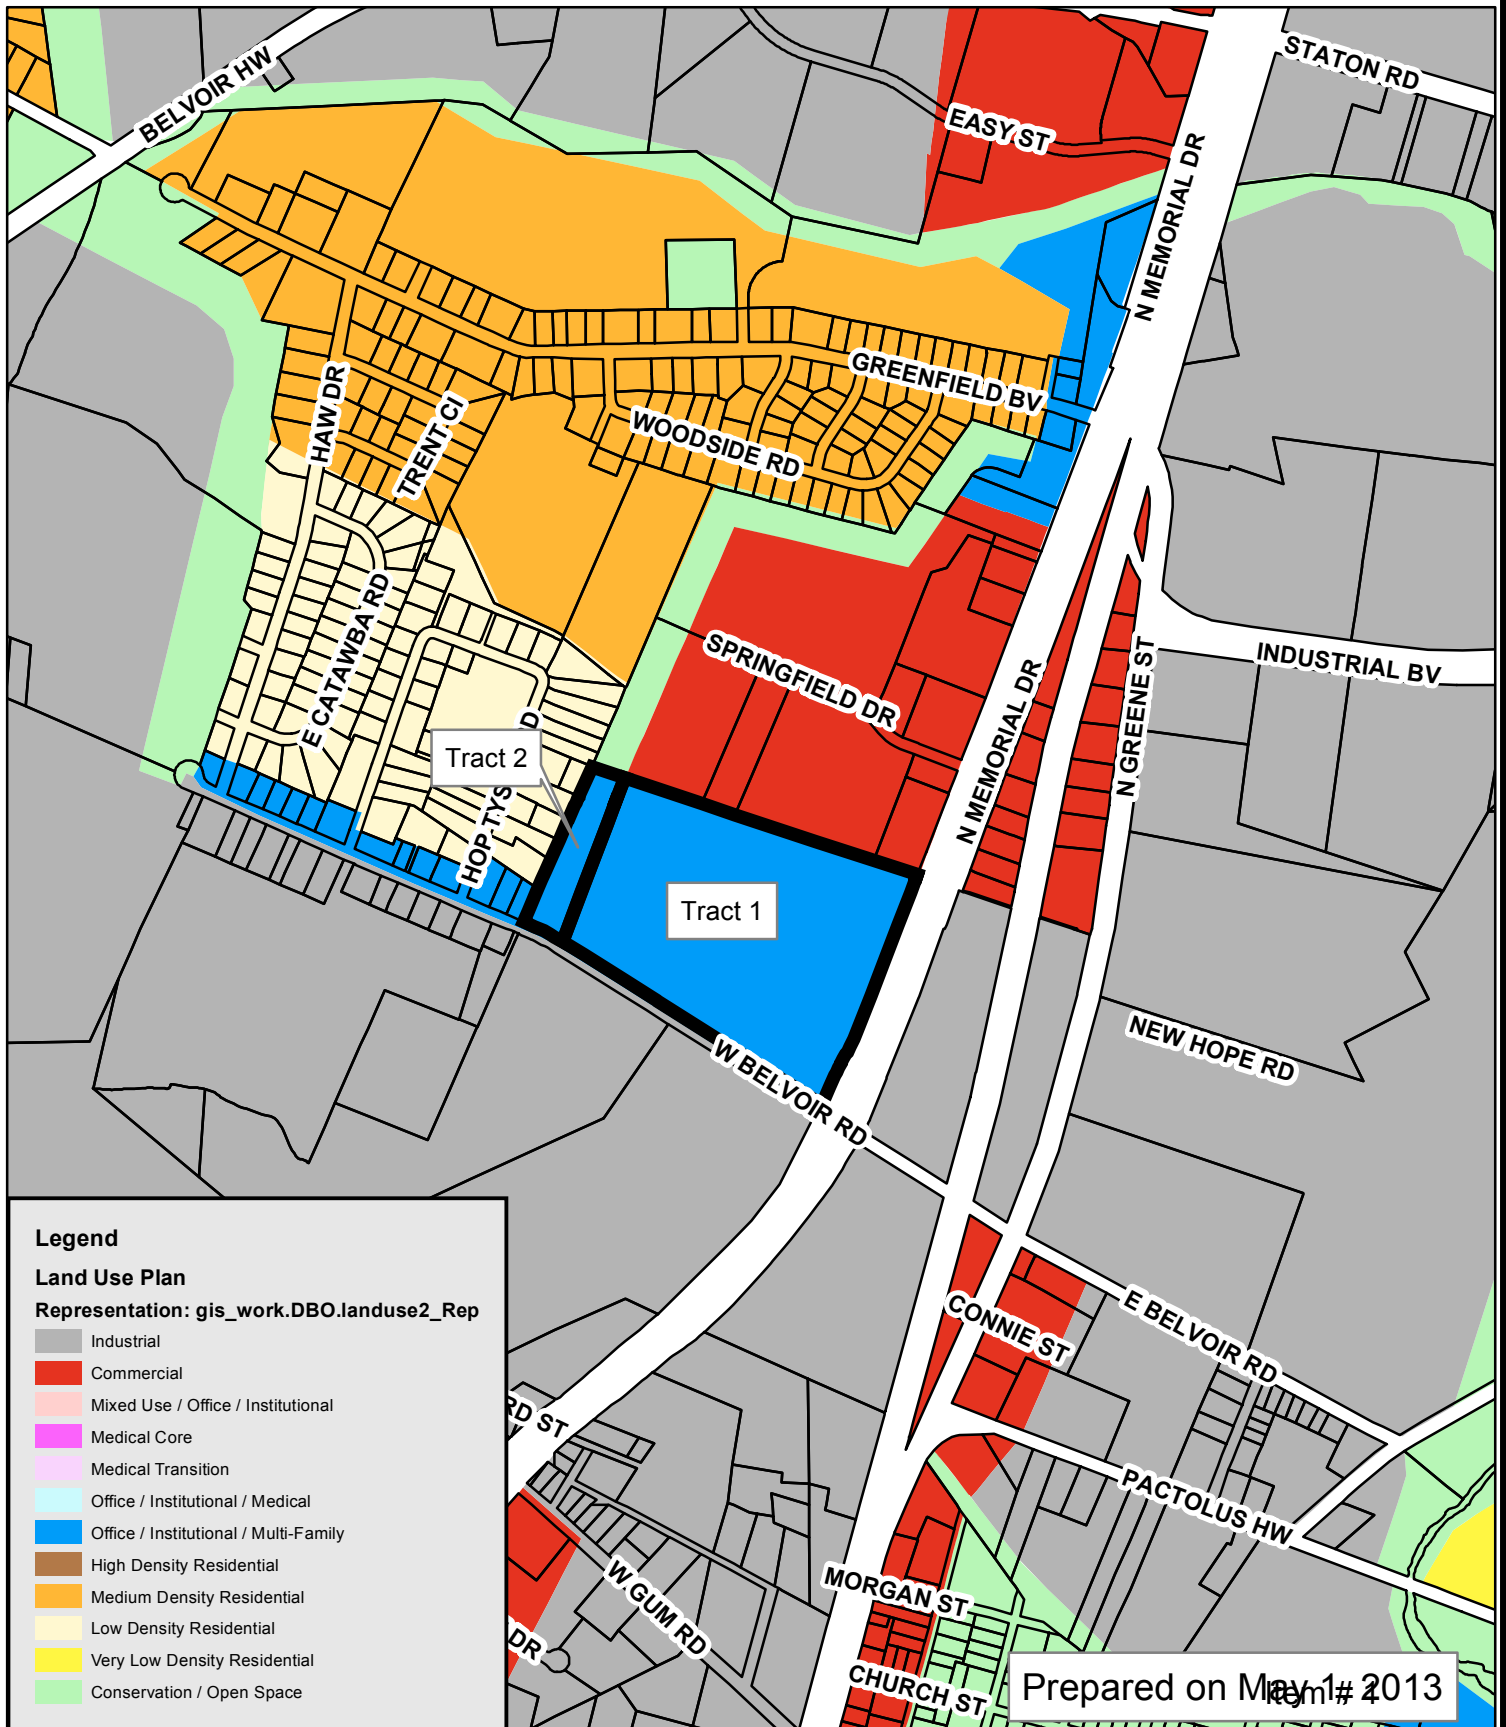 BELVOIR HW
STATON RD
EASY ST
N MEMORIAL DR
HAW DR
TRENT CI
GREENFIELD BV
WOODSIDE RD
E CATAWBA RD
SPRINGFIELD DR
INDUSTRIAL BV
N GREENE ST
N MEMORIAL DR
Tract 2
HOP TYS
D
Tract 1
NEW HOPE RD
W BELVOIR RD
E BELVOIR RD
CONNIE ST
RD ST
PACTOLUS HW
W GUM RD
MORGAN ST
DR
CHURCH ST
Legend
Land Use Plan
Representation: gis_work.DBO.landuse2_Rep
Industrial
Commercial
Mixed Use / Office / Institutional
Medical Core
Medical Transition
Office / Institutional / Medical
Office / Institutional / Multi-Family
High Density Residential
Medium Density Residential
Low Density Residential
Very Low Density Residential
Conservation / Open Space
Prepared on May 1, 2013
Item # 4